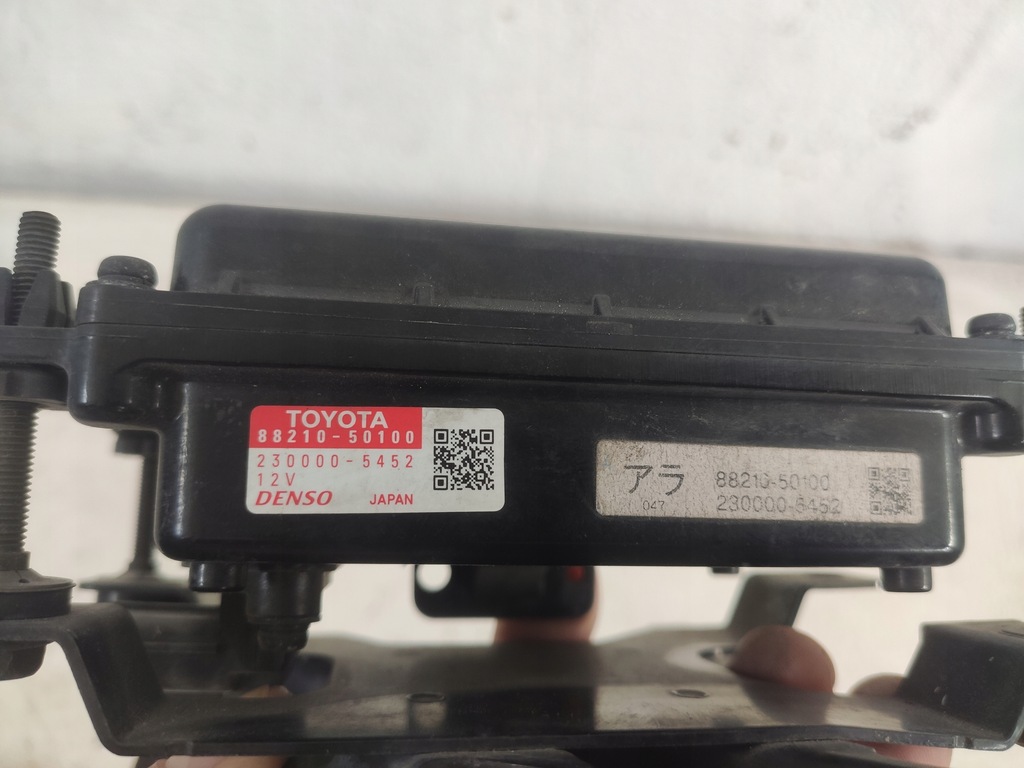 TOYOTA
88210-50100
230000-5452
12V
DENSO JAPAN
アラ
047
88210-50100
230000-5452